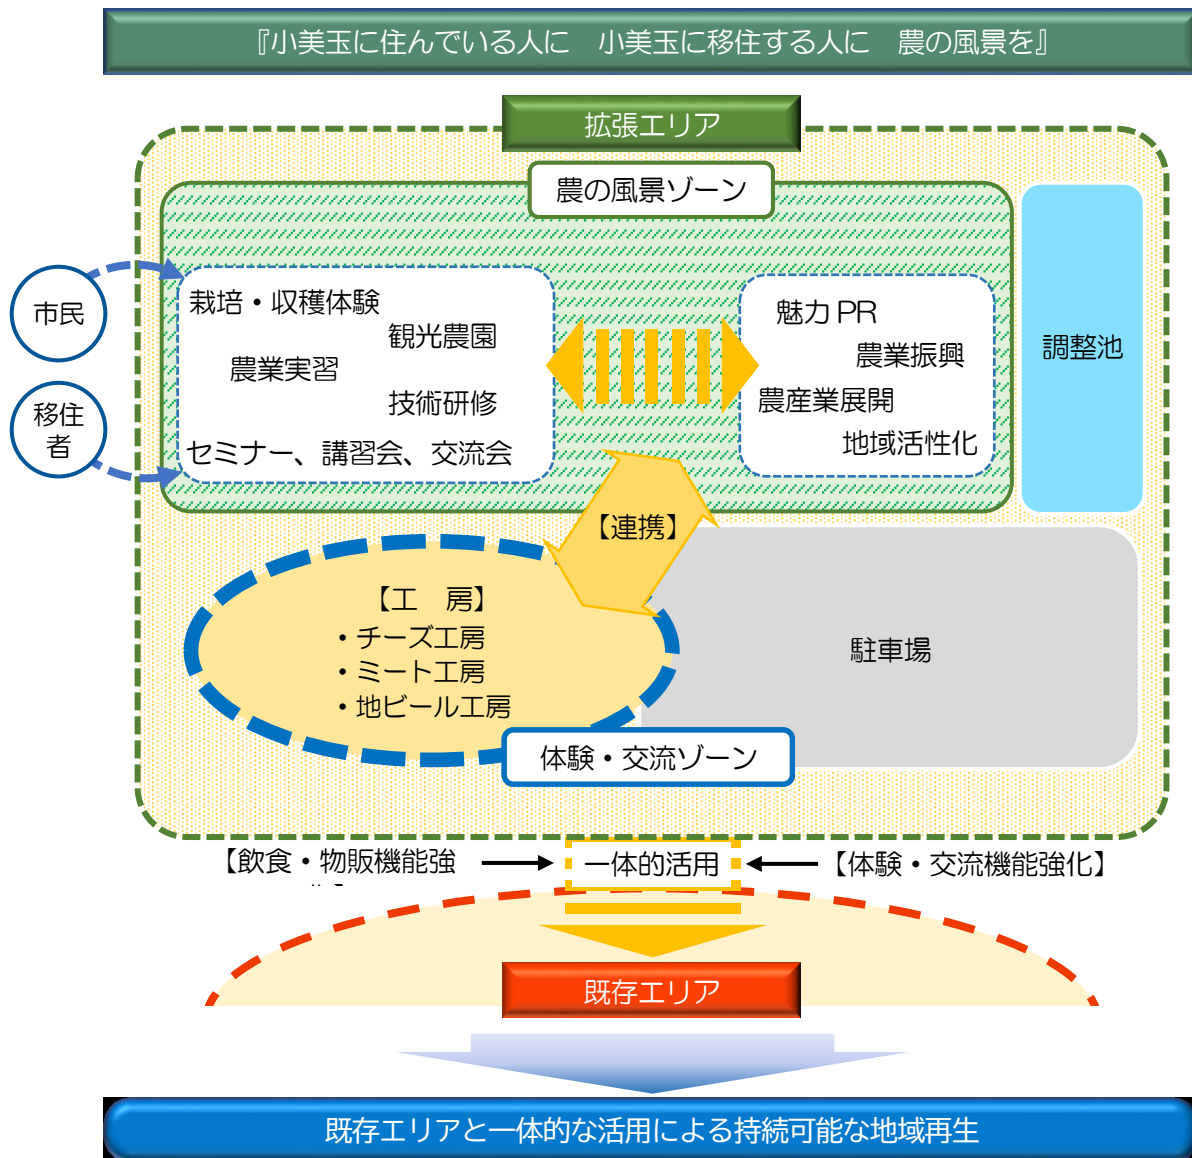 『小美玉に住んでいる人に　小美玉に移住する人に　農の風景を』
拡張エリア
農の風景ゾーン
市民
移住
者
栽培・収穫体験
観光農園
農業実習
技術研修
セミナー、講習会、交流会
魅力 PR
農業振興
農産業展開
地域活性化
調整池
【連携】
【工　房】
・チーズ工房
・ミート工房
・地ビール工房
駐車場
体験・交流ゾーン
【飲食・物販機能強
一体的活用
【体験・交流機能強化】
既存エリア
既存エリアと一体的な活用による持続可能な地域再生